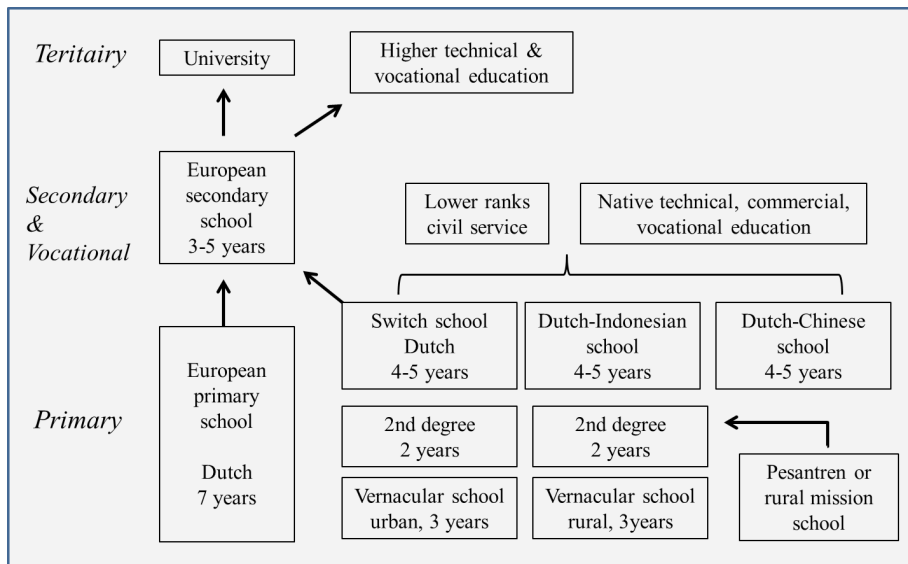 Teritairy
University
Higher technical &
vocational education
Secondary
&
Vocational
European
secondary
school
3-5 years
Lower ranks
civil service
Native technical, commercial,
vocational education
Primary
European
primary
school
Dutch
7 years
Switch school
Dutch
4-5 years
Dutch-Indonesian
school
4-5 years
Dutch-Chinese
school
4-5 years
2nd degree
2 years
2nd degree
2 years
Vernacular school
urban, 3 years
Vernacular school
rural, 3years
Pesantren or
rural mission
school